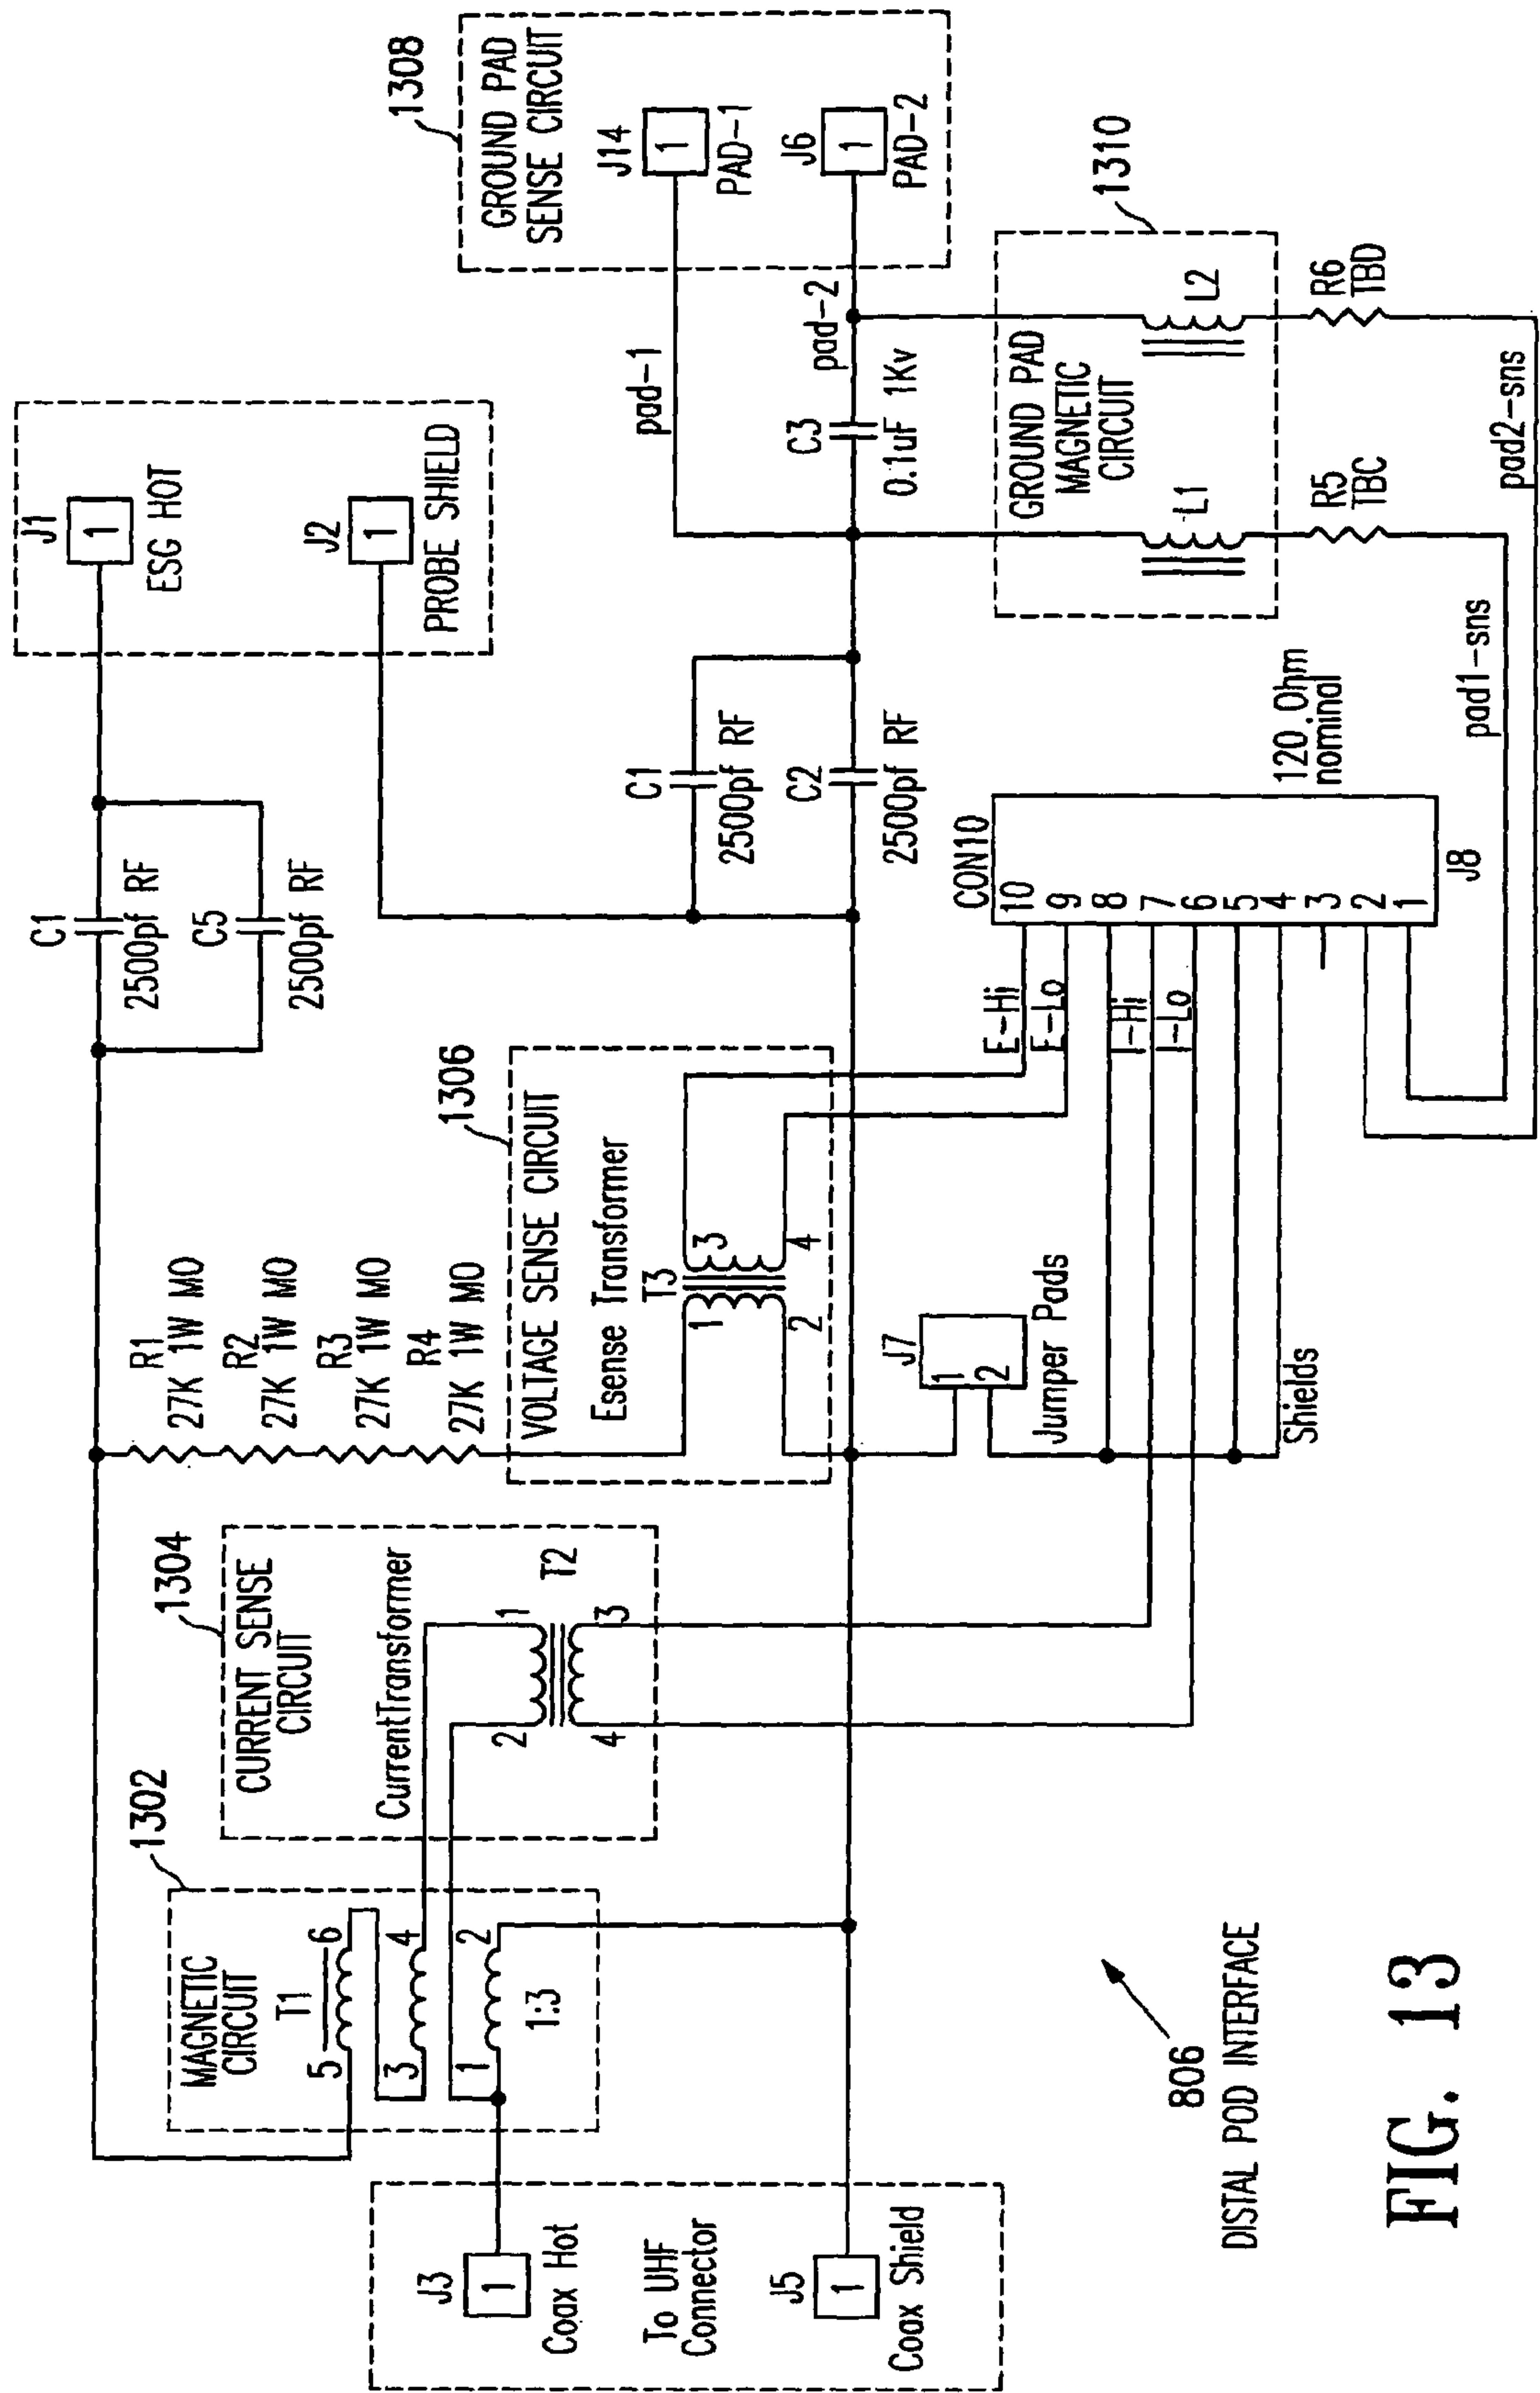 1302
MAGNETIC
CIRCUIT
T1
5
6
3
4
1
2
1:3
J3
1
Coax Hot
To UHF
Connector
J5
1
Coax Shield
1304
CURRENT SENSE
CIRCUIT
CurrentTransformer
1
2
T2
3
4
R1
27K 1W MO
R2
27K 1W MO
R3
27K 1W MO
R4
27K 1W MO
1306
VOLTAGE SENSE CIRCUIT
Esense Transformer
T3
1
3
2
4
J7
1
2
Jumper Pads
Shields
C1
2500pf RF
C5
2500pf RF
J1
1
ESG HOT
J2
1
PROBE SHIELD
C1
2500pf RF
C2
2500pf RF
E-Hi
E-Lo
I-Hi
I-Lo
CON10
10
9
8
7
6
5
4
3
2
1
J8
120 Ohm
nominal
1308
GROUND PAD
SENSE CIRCUIT
J14
1
PAD-1
J6
1
PAD-2
pad-1
pad-2
C3
0.1uF 1Kv
1310
GROUND PAD
MAGNETIC
CIRCUIT
L1
L2
R5
TBC
R6
TBD
pad1-sns
pad2-sns
806
DISTAL POD INTERFACE
FIG. 13